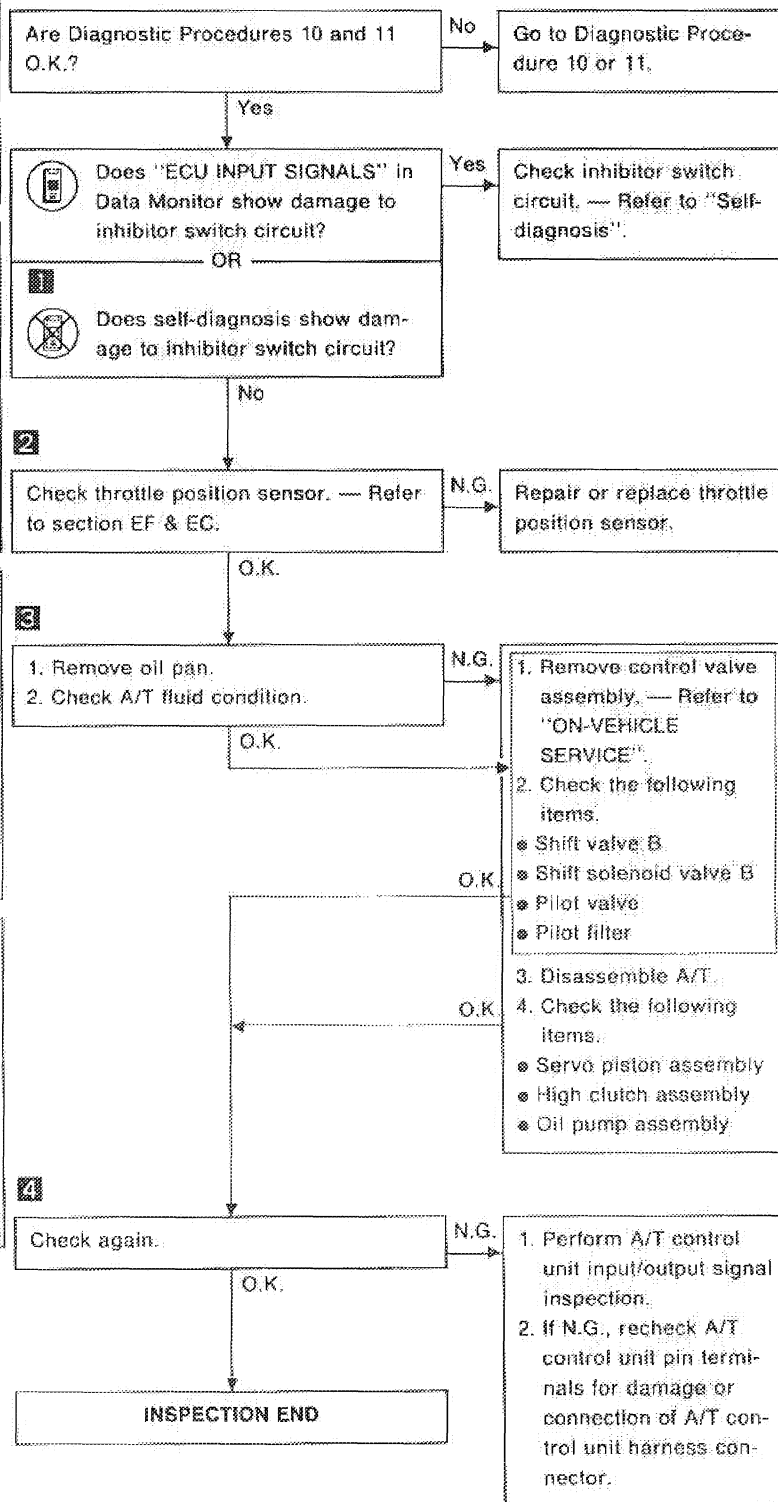 Are Diagnostic Procedures 10 and 11
O.K.?
No
Go to Diagnostic Proce-
dure 10 or 11.
Yes
Does "ECU INPUT SIGNALS" in
Data Monitor show damage to
inhibitor switch circuit?
Yes
Check inhibitor switch
circuit. — Refer to "Self-
diagnosis".
OR
1
Does self-diagnosis show dam-
age to inhibitor switch circuit?
No
2
Check throttle position sensor. — Refer
to section EF & EC.
N.G.
Repair or replace throttle
position sensor.
O.K.
3
1. Remove oil pan.
2. Check A/T fluid condition.
N.G.
O.K.
1. Remove control valve
assembly. — Refer to
"ON-VEHICLE
SERVICE".
2. Check the following
items.
• Shift valve B
• Shift solenoid valve B
• Pilot valve
• Pilot filter
O.K.
3. Disassemble A/T.
4. Check the following
items.
• Servo piston assembly
• High clutch assembly
• Oil pump assembly
O.K
4
Check again.
N.G.
1. Perform A/T control
unit input/output signal
inspection.
2. If N.G., recheck A/T
control unit pin termi-
nals for damage or
connection of A/T con-
trol unit harness con-
nector.
O.K.
INSPECTION END